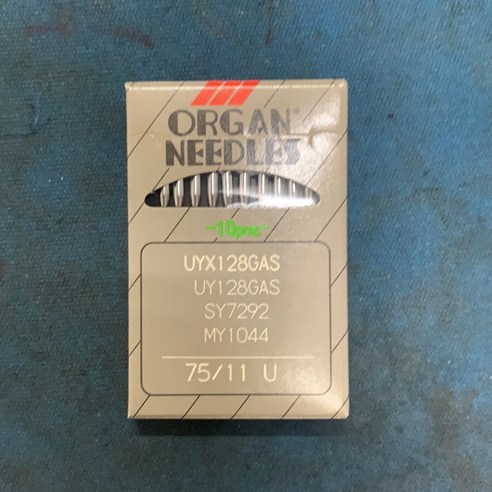 ORGAN®
NEEDLES
-10pcs-
UYX128GAS
UY128GAS
SY7292
MY1044
75/11 U